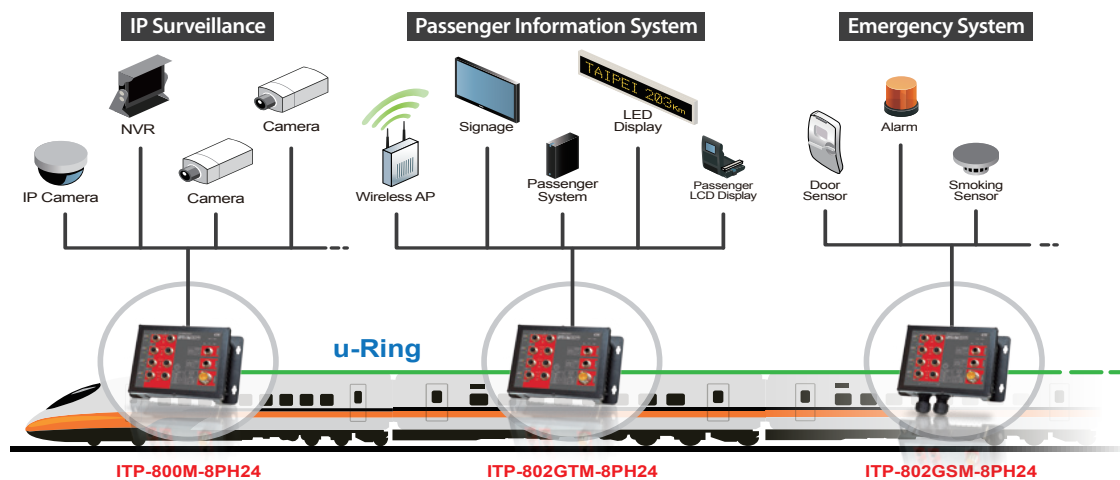 IP Surveillance
Passenger Information System
Emergency System
NVR
Camera
IP Camera
Camera
Signage
LED
Display
TAIPEI 203Km
Wireless AP
Passenger
System
Passenger
LCD Display
Alarm
Door
Sensor
Smoking
Sensor
u-Ring
ITP-800M-8PH24
ITP-802GTM-8PH24
ITP-802GSM-8PH24